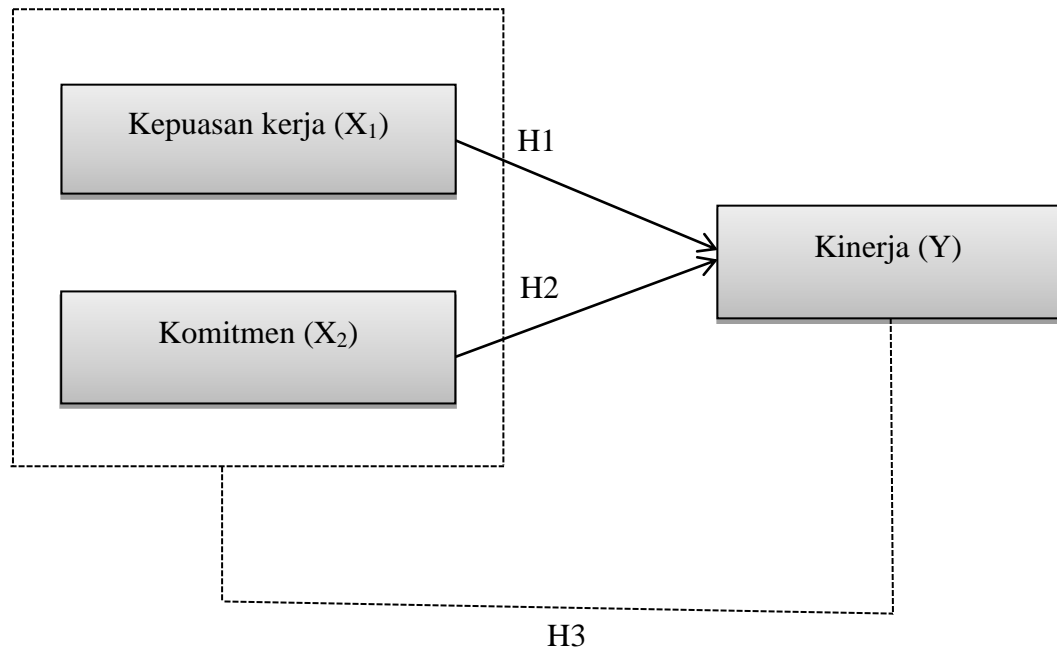 Kepuasan kerja (X₁)
H1
Kinerja (Y)
H2
Komitmen (X₂)
H3